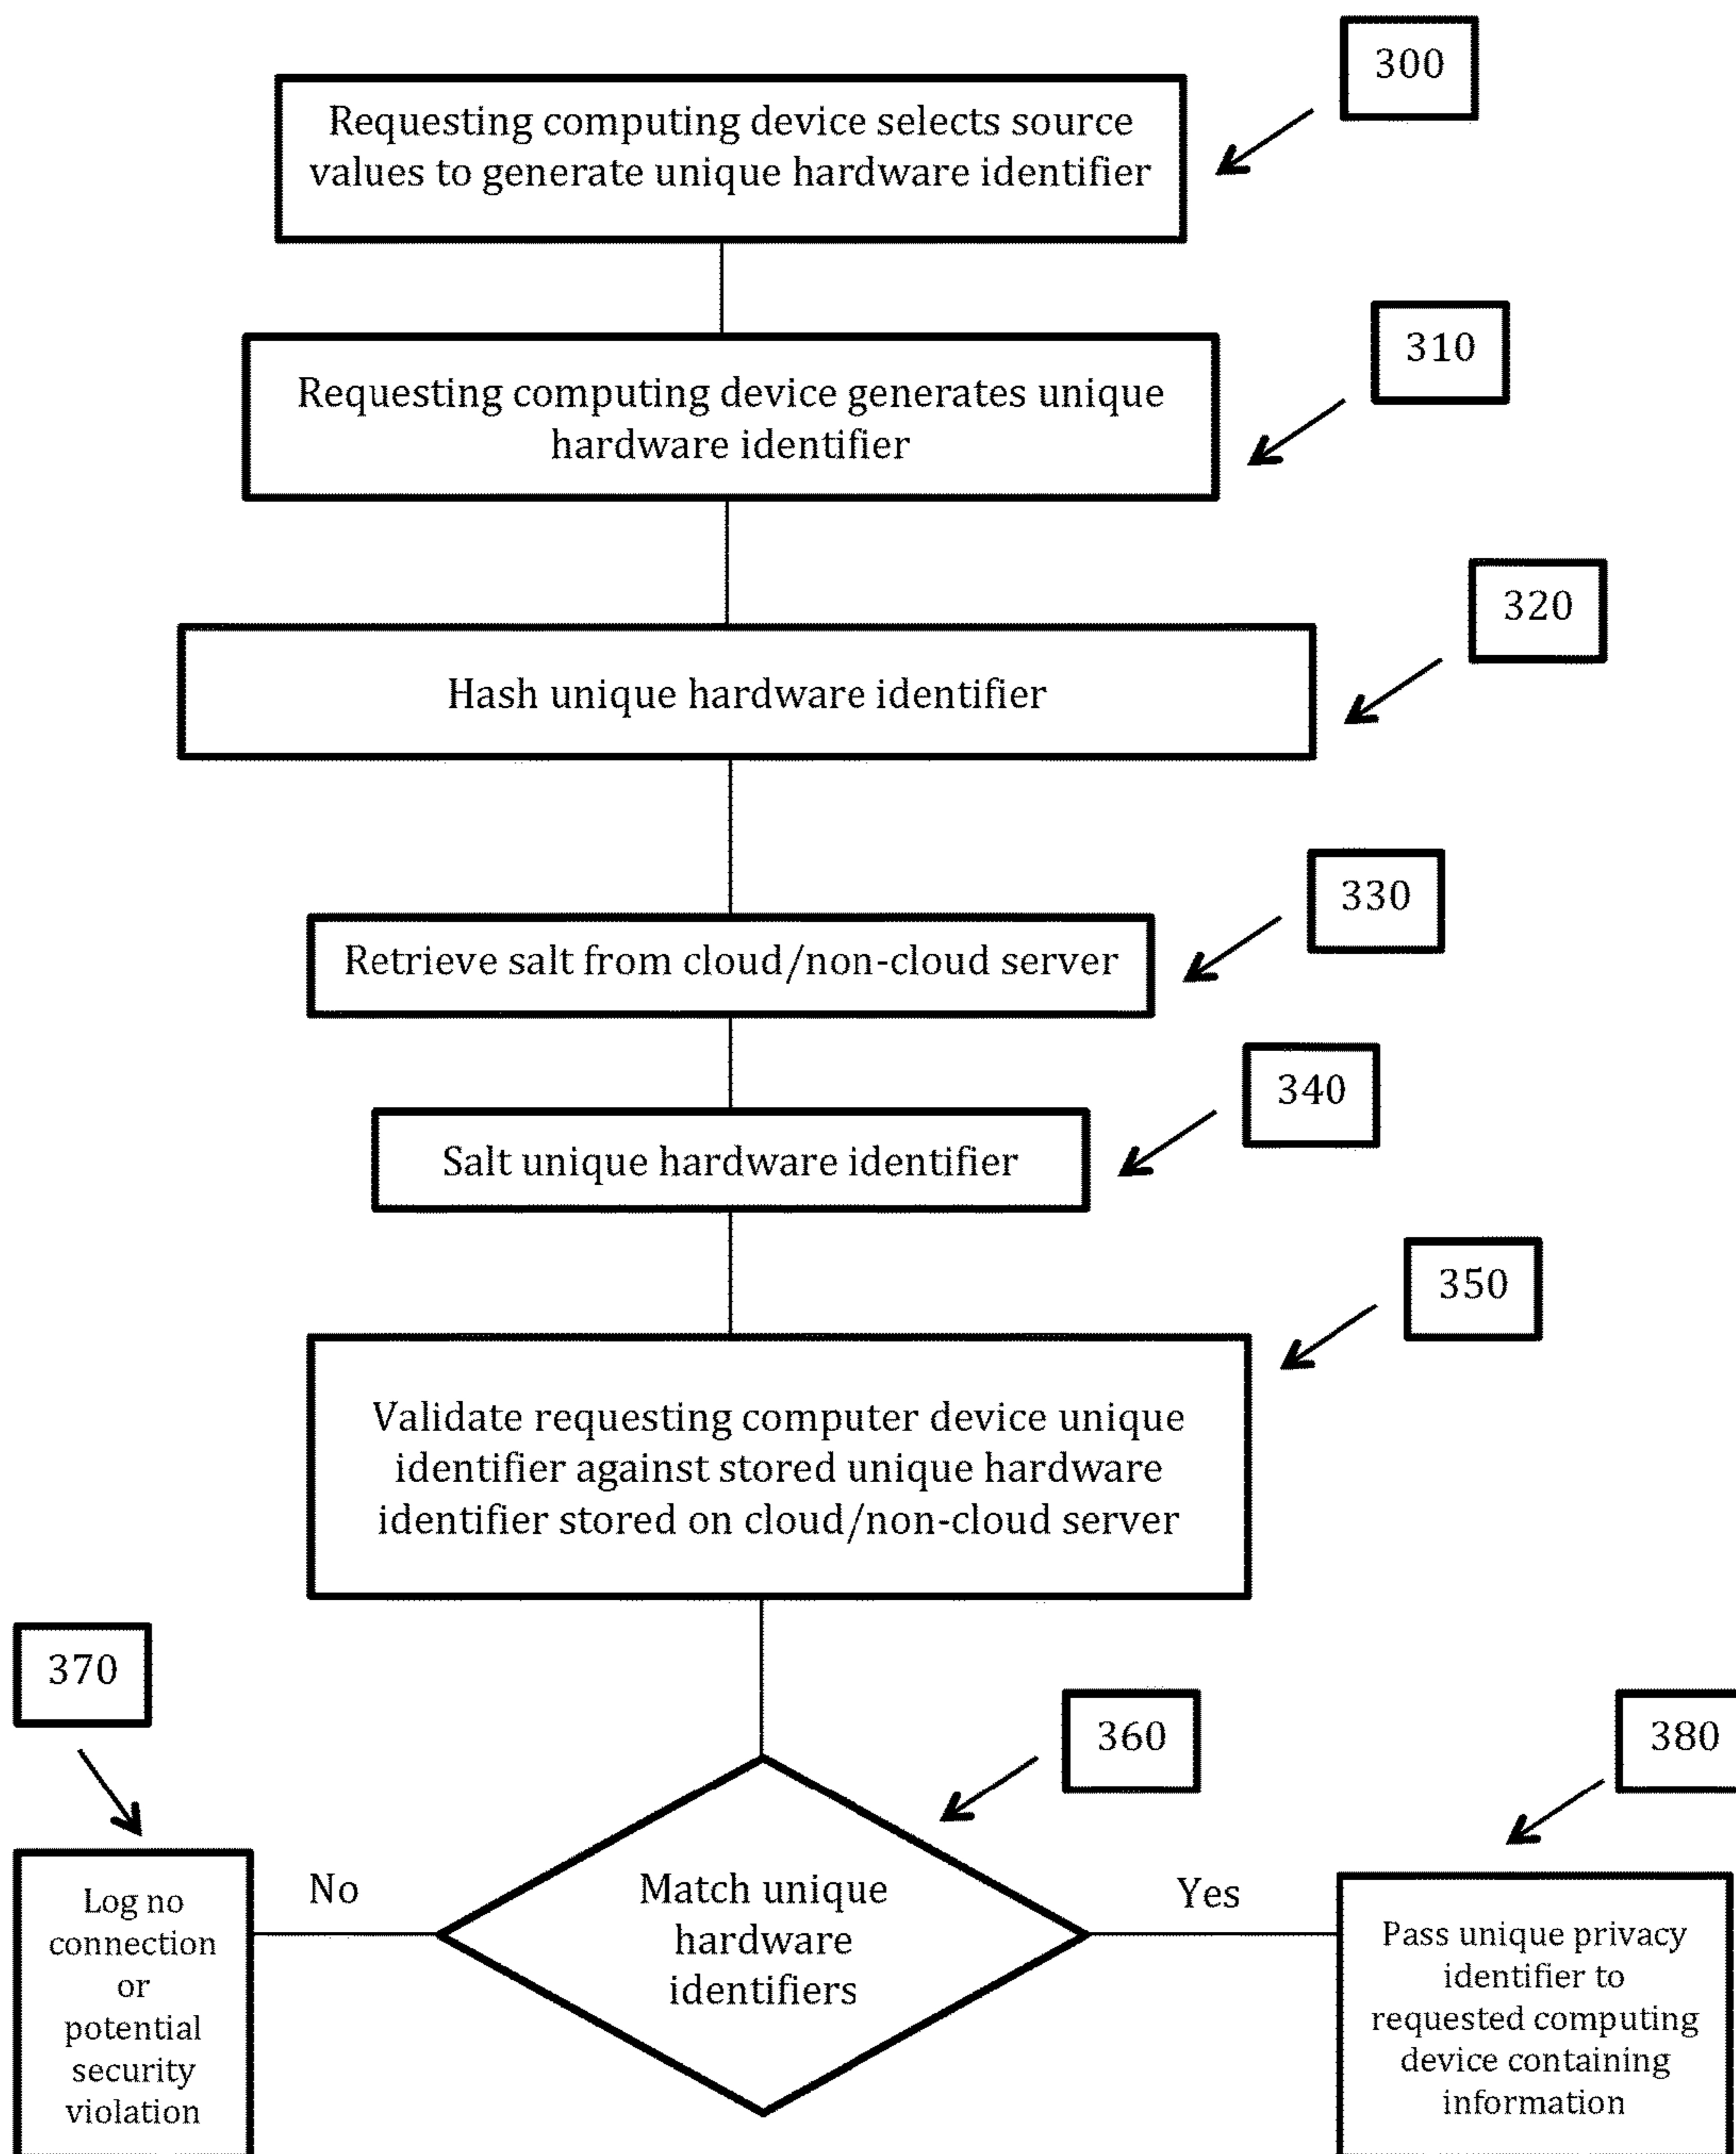 300
Requesting computing device selects source
values to generate unique hardware identifier
310
Requesting computing device generates unique
hardware identifier
320
Hash unique hardware identifier
330
Retrieve salt from cloud/non-cloud server
340
Salt unique hardware identifier
350
Validate requesting computer device unique
identifier against stored unique hardware
identifier stored on cloud/non-cloud server
370
360
380
Log no
connection
or
potential
security
violation
No
Match unique
hardware
identifiers
Yes
Pass unique privacy
identifier to
requested computing
device containing
information